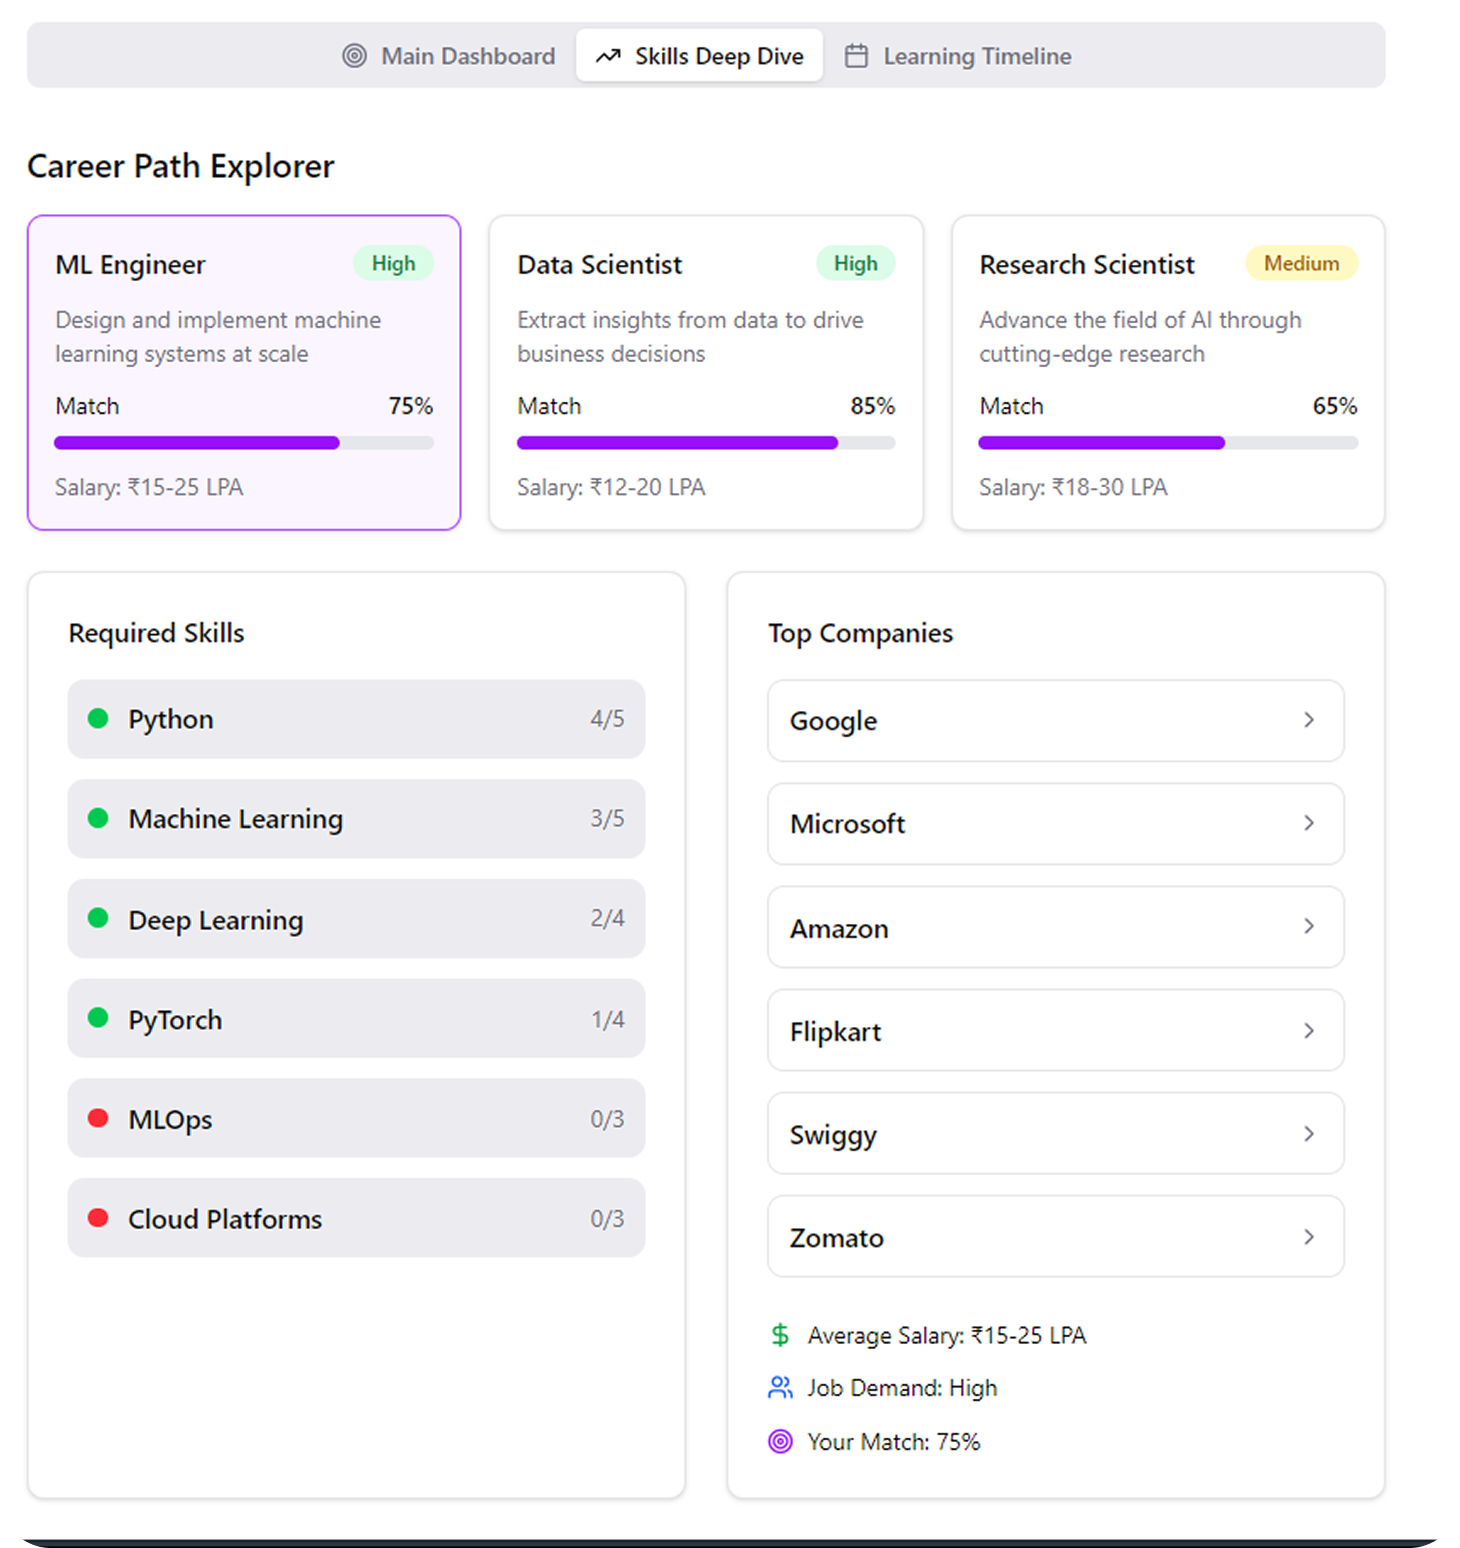 Main Dashboard
Skills Deep Dive
Learning Timeline
Career Path Explorer
ML Engineer
High
Design and implement machine
learning systems at scale
Match
75%
Salary: ₹15-25 LPA
Data Scientist
High
Extract insights from data to drive
business decisions
Match
85%
Salary: ₹12-20 LPA
Research Scientist
Medium
Advance the field of AI through
cutting-edge research
Match
65%
Salary: ₹18-30 LPA
Required Skills
Python
4/5
Machine Learning
3/5
Deep Learning
2/4
PyTorch
1/4
MLOps
0/3
Cloud Platforms
0/3
Top Companies
Google
Microsoft
Amazon
Flipkart
Swiggy
Zomato
Average Salary: ₹15-25 LPA
Job Demand: High
Your Match: 75%